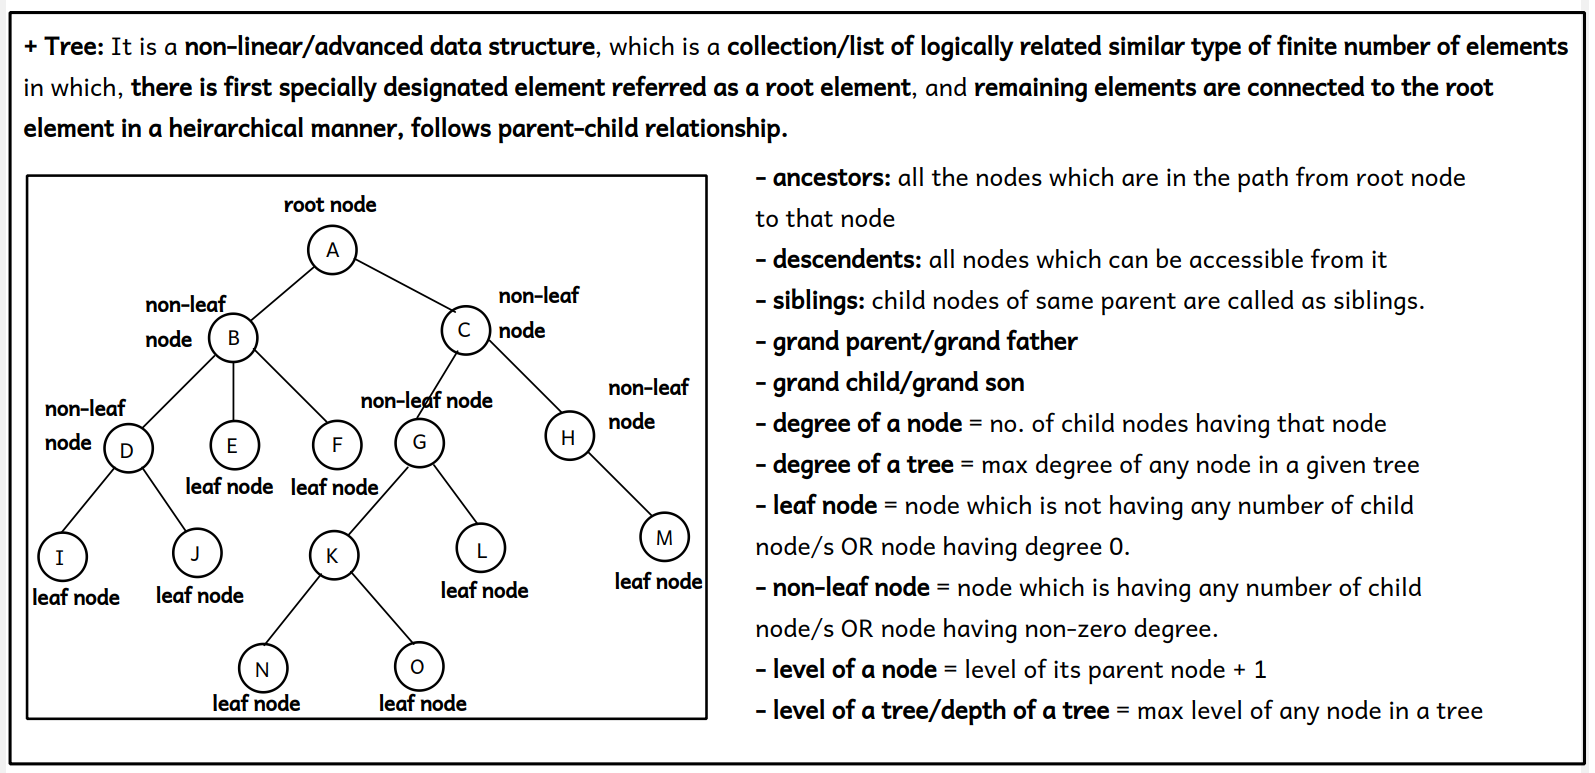 + Tree: It is a non-linear/advanced data structure, which is a collection/list of logically related similar type of finite number of elements
in which, there is first specially designated element referred as a root element, and remaining elements are connected to the root
element in a heirarchical manner, follows parent-child relationship.
root node
A
non-leaf
node
B
C
non-leaf
node
non-leaf
node
D
E
leaf node
F
leaf node
non-leaf node
G
non-leaf
node
H
I
leaf node
J
leaf node
K
L
leaf node
M
leaf node
N
leaf node
O
leaf node
- ancestors: all the nodes which are in the path from root node
to that node
- descendents: all nodes which can be accessible from it
- siblings: child nodes of same parent are called as siblings.
- grand parent/grand father
- grand child/grand son
- degree of a node = no. of child nodes having that node
- degree of a tree = max degree of any node in a given tree
- leaf node = node which is not having any number of child
node/s OR node having degree 0.
- non-leaf node = node which is having any number of child
node/s OR node having non-zero degree.
- level of a node = level of its parent node + 1
- level of a tree/depth of a tree = max level of any node in a tree